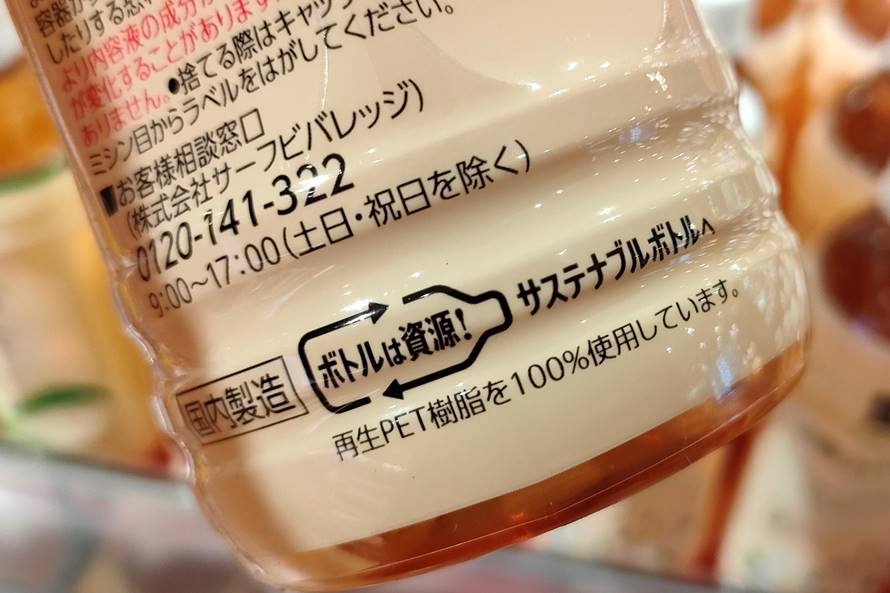 容器か
したりする恐れ
より内容液の成分が
が変化することがあります
ありません。●捨てる際はキャップ
ミシン目からラベルをはがしてください。
■お客様相談窓口
(株式会社サーフビバレッジ)
0120-141-322
9:00~17:00(土日・祝日を除く)
国内製造
ボトルは資源!
サステナブルボトルへ
再生PET樹脂を100%使用しています。